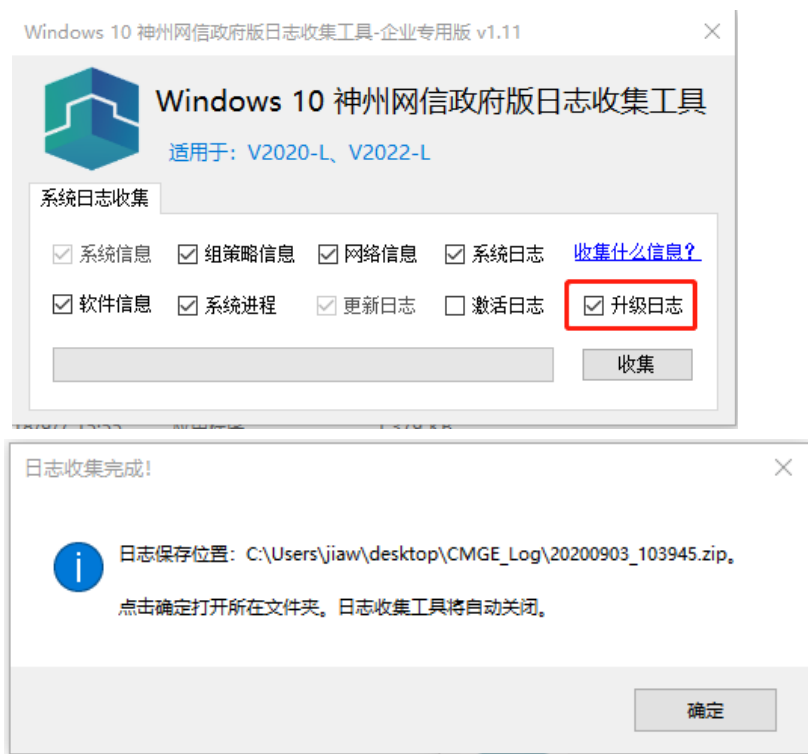 Windows 10 神州网信政府版日志收集工具-企业专用版 v1.11
Windows 10 神州网信政府版日志收集工具
适用于：V2020-L、V2022-L
系统日志收集
系统信息 组策略信息 网络信息 系统日志 收集什么信息？
软件信息 系统进程 更新日志 激活日志 升级日志
收集
日志收集完成!
日志保存位置：C:\Users\jiaw\desktop\CMGE_Log\20200903_103945.zip。
点击确定打开所在文件夹。日志收集工具将自动关闭。
确定